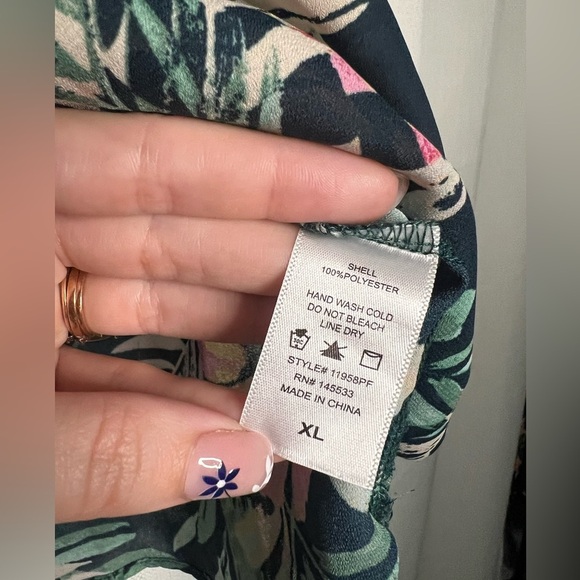 SHELL
100%POLYESTER
HAND WASH COLD
DO NOT BLEACH
LINE DRY
STYLE# 11958PF
RN# 145533
MADE IN CHINA
XL